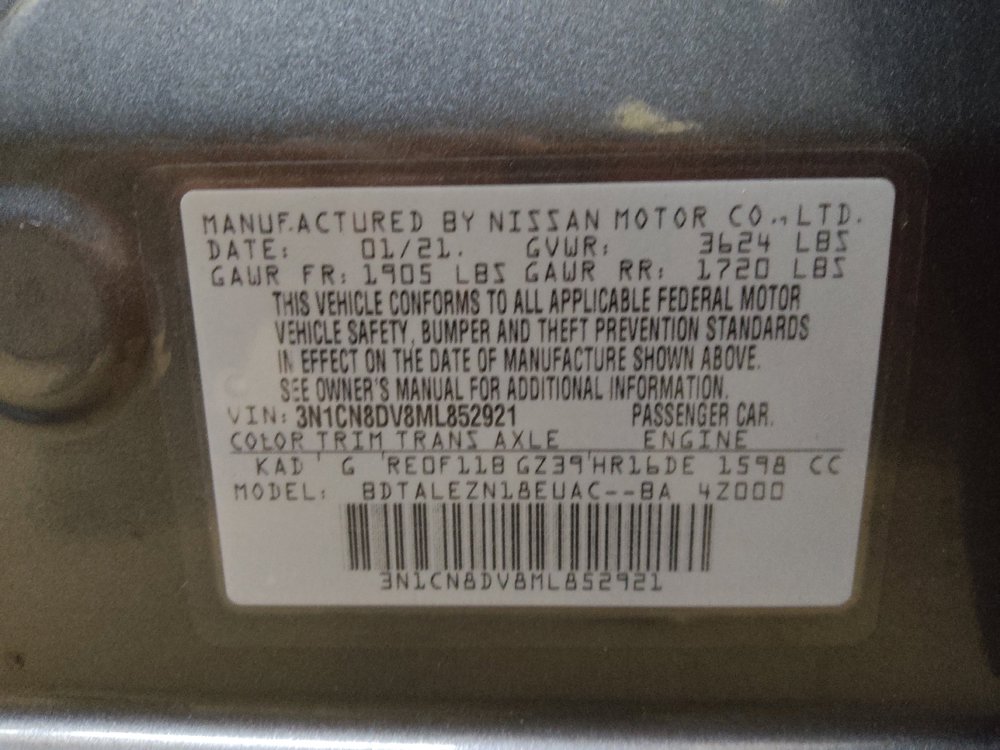 MANUFACTURED BY NISSAN MOTOR CO., LTD.
DATE: 01/21. GVWR: 3624 LBS
GAWR FR: 1905 LBS GAWR RR: 1720 LBS
THIS VEHICLE CONFORMS TO ALL APPLICABLE FEDERAL MOTOR
VEHICLE SAFETY, BUMPER AND THEFT PREVENTION STANDARDS
IN EFFECT ON THE DATE OF MANUFACTURE SHOWN ABOVE.
SEE OWNER'S MANUAL FOR ADDITIONAL INFORMATION.
VIN: 3N1CN8DV8ML852921 PASSENGER CAR.
COLOR TRIM TRANS AXLE ENGINE
KAD G RE0F11B GZ39 HR16DE 1598 CC
MODEL: BDTALEZN18EUAC--BA 4Z000
3N1CN8DV8ML852921